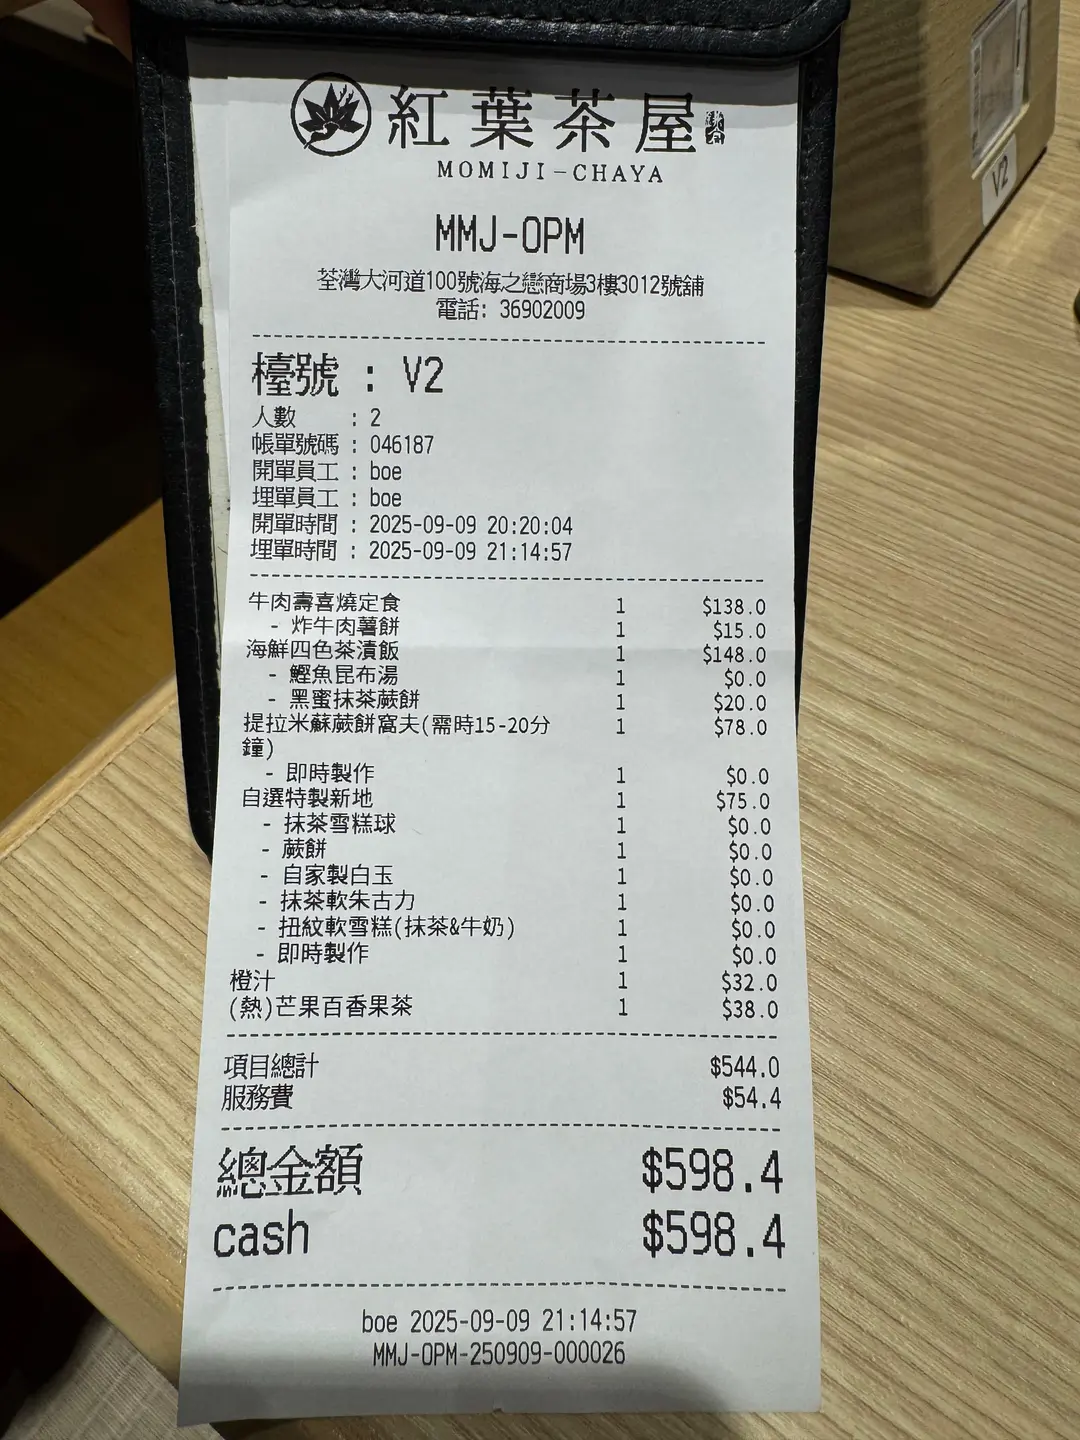 紅葉茶屋
MOMIJI-CHAYA
MMJ-OPM
荃灣大河道100號海之戀商場3樓3012號舖
電話: 36902009
檯號 : V2
人數 : 2
帳單號碼 : 046187
開單員工 : boe
埋單員工 : boe
開單時間 : 2025-09-09 20:20:04
埋單時間 : 2025-09-09 21:14:57
牛肉壽喜燒定食 1 $138.0
- 炸牛肉薯餅 1 $15.0
海鮮四色茶漬飯 1 $148.0
- 鰹魚昆布湯 1 $0.0
- 黑蜜抹茶蕨餅 1 $20.0
提拉米蘇蕨餅窩夫(需時15-20分 1 $78.0
鐘)
- 即時製作 1 $0.0
自選特製新地 1 $75.0
- 抹茶雪糕球 1 $0.0
- 蕨餅 1 $0.0
- 自家製白玉 1 $0.0
- 抹茶軟朱古力 1 $0.0
- 扭紋軟雪糕(抹茶&牛奶) 1 $0.0
- 即時製作 1 $0.0
橙汁 1 $32.0
(熱)芒果百香果茶 1 $38.0
項目總計 $544.0
服務費 $54.4
總金額 $598.4
cash $598.4
boe 2025-09-09 21:14:57
MMJ-OPM-250909-000026
V2